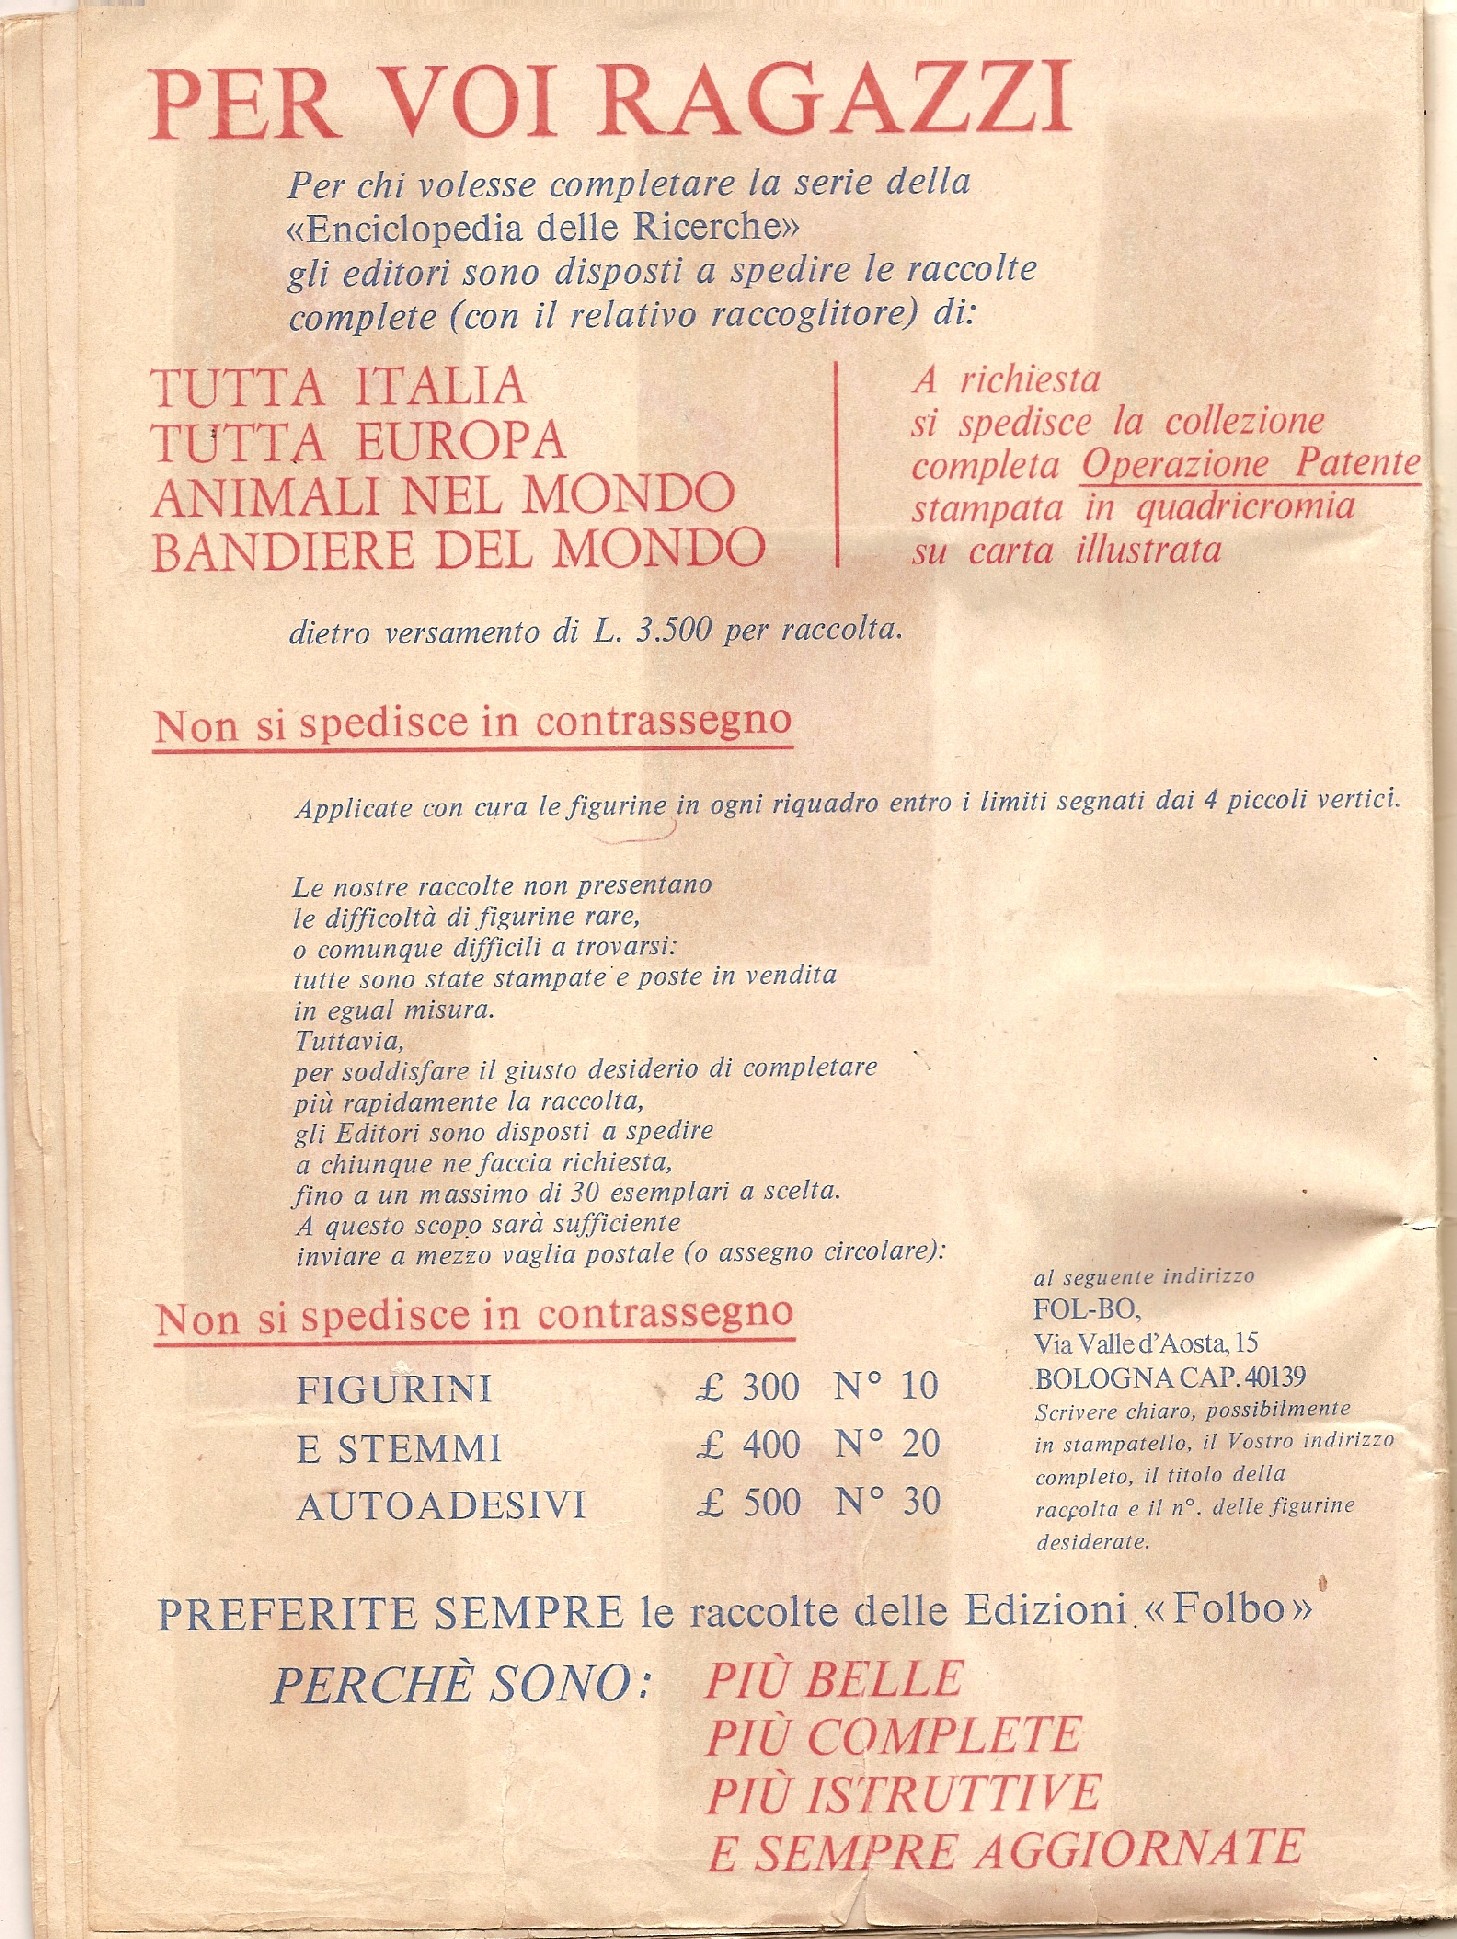 PER VOI RAGAZZI
Per chi volesse completare la serie della
«Enciclopedia delle Ricerche»
gli editori sono disposti a spedire le raccolte
complete (con il relativo raccoglitore) di:
TUTTA ITALIA
TUTTA EUROPA
ANIMALI NEL MONDO
BANDIERE DEL MONDO
A richiesta
si spedisce la collezione
completa Operazione Patente
stampata in quadricromia
su carta illustrata
dietro versamento di L. 3.500 per raccolta.
Non si spedisce in contrassegno
Applicate con cura le figurine in ogni riquadro entro i limiti segnati dai 4 piccoli vertici.
Le nostre raccolte non presentano
le difficoltà di figurine rare,
o comunque difficili a trovarsi:
tutte sono state stampate e poste in vendita
in egual misura.
Tuttavia,
per soddisfare il giusto desiderio di completare
più rapidamente la raccolta,
gli Editori sono disposti a spedire
a chiunque ne faccia richiesta,
fino a un massimo di 30 esemplari a scelta.
A questo scopo sarà sufficiente
inviare a mezzo vaglia postale (o assegno circolare):
Non si spedisce in contrassegno
FIGURINI £ 300 N° 10
E STEMMI £ 400 N° 20
AUTOADESIVI £ 500 N° 30
al seguente indirizzo
FOL-BO,
Via Valle d'Aosta, 15
BOLOGNA CAP. 40139
Scrivere chiaro, possibilmente
in stampatello, il Vostro indirizzo
completo, il titolo della
raccolta e il n°. delle figurine
desiderate.
PREFERITE SEMPRE le raccolte delle Edizioni «Folbo»
PERCHÈ SONO:
PIÙ BELLE
PIÙ COMPLETE
PIÙ ISTRUTTIVE
E SEMPRE AGGIORNATE